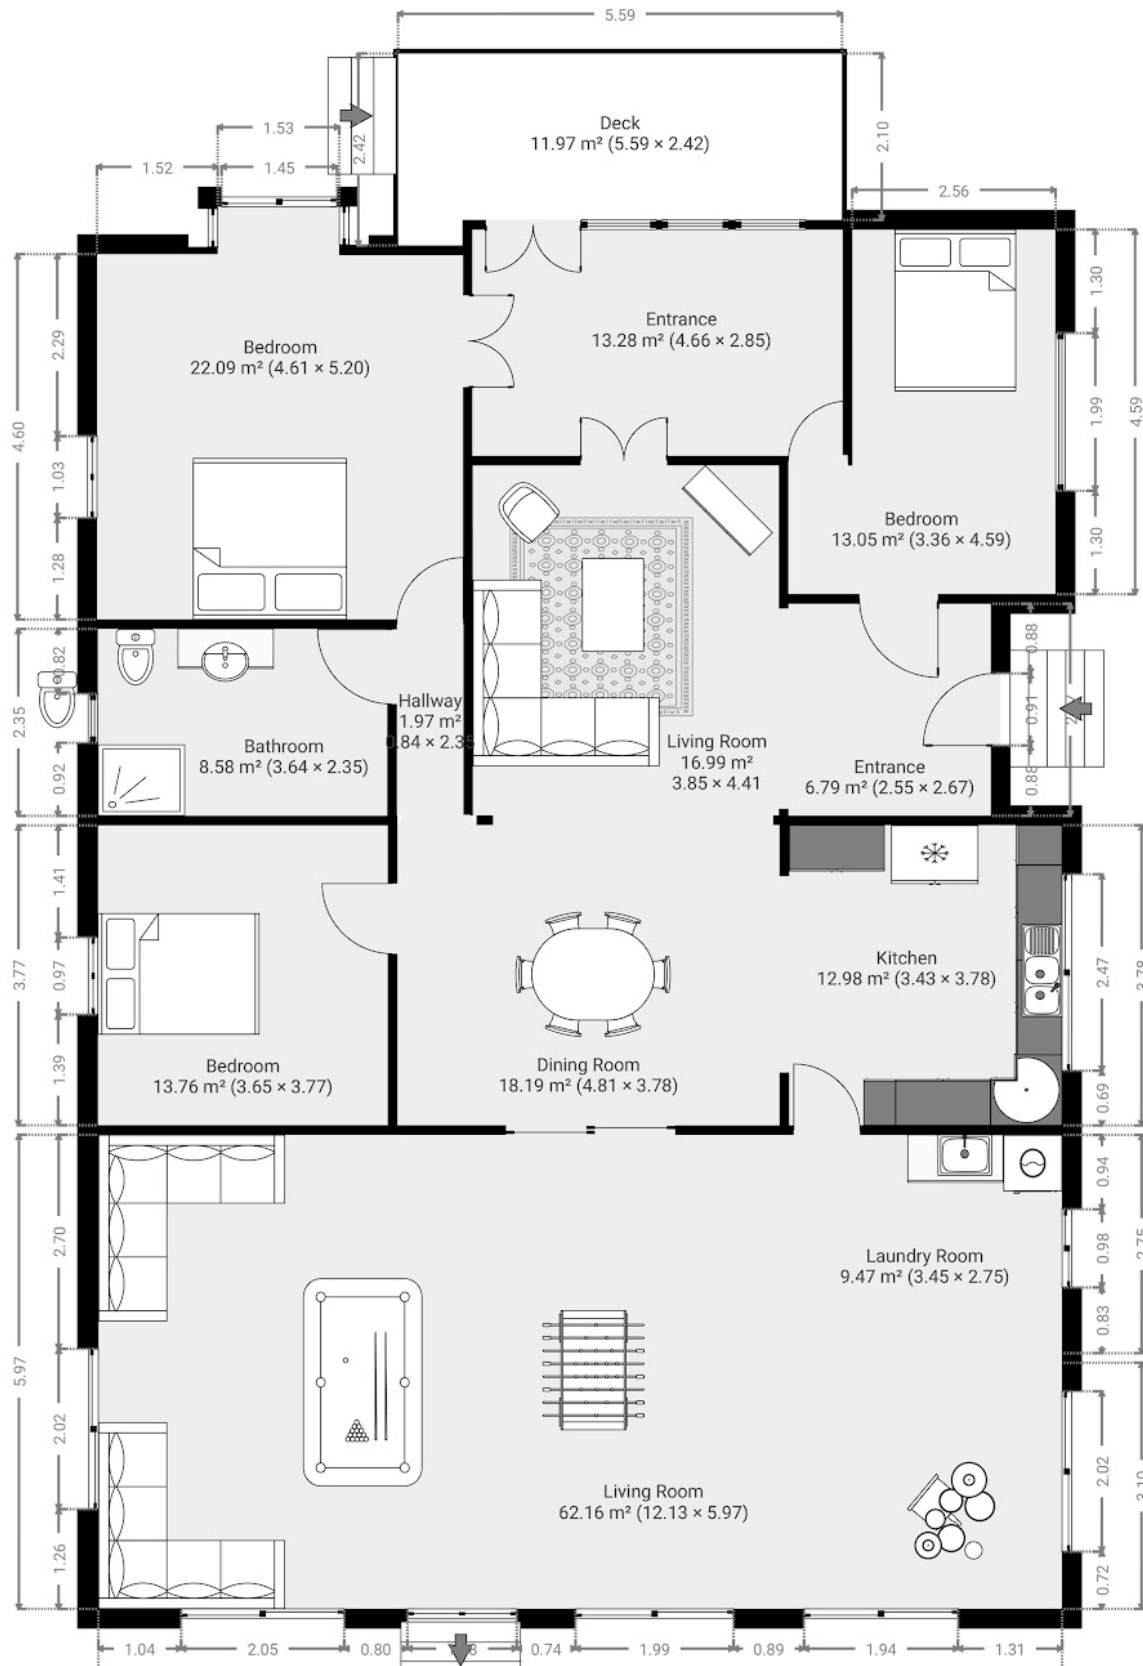 5.59
Deck
11.97 m² (5.59 × 2.42)
2.42
2.10
1.53
1.52
1.45
2.56
Entrance
13.28 m² (4.66 × 2.85)
Bedroom
22.09 m² (4.61 × 5.20)
2.29
4.60
1.03
1.28
1.30
1.99
4.59
1.30
Bedroom
13.05 m² (3.36 × 4.59)
0.82
2.35
0.92
Hallway
1.97 m²
0.84 × 2.35
Bathroom
8.58 m² (3.64 × 2.35)
Living Room
16.99 m²
3.85 × 4.41
Entrance
6.79 m² (2.55 × 2.67)
0.88
0.91
0.88
1.41
3.77
0.97
1.39
Kitchen
12.98 m² (3.43 × 3.78)
2.47
3.78
0.69
Bedroom
13.76 m² (3.65 × 3.77)
Dining Room
18.19 m² (4.81 × 3.78)
2.70
5.97
2.02
1.26
0.94
0.98
2.75
0.83
Laundry Room
9.47 m² (3.45 × 2.75)
2.02
3.10
0.72
Living Room
62.16 m² (12.13 × 5.97)
1.04
2.05
0.80
0.74
1.99
0.89
1.94
1.31